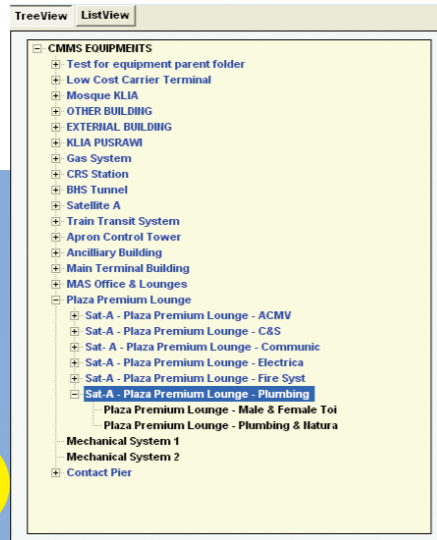 TreeView ListView
CMMS EQUIPMENTS
Test for equipment parent folder
Low Cost Carrier Terminal
Mosque KLIA
OTHER BUILDING
EXTERNAL BUILDING
KLIA PUSRAWI
Gas System
CRS Station
BHS Tunnel
Satellite A
Train Transit System
Apron Control Tower
Ancilliary Building
Main Terminal Building
MAS Office & Lounges
Plaza Premium Lounge
Sat-A - Plaza Premium Lounge - ACMV
Sat-A - Plaza Premium Lounge - C&S
Sat- A - Plaza Premium Lounge - Communic
Sat-A - Plaza Premium Lounge - Electrica
Sat-A - Plaza Premium Lounge - Fire Syst
Sat-A - Plaza Premium Lounge - Plumbing
Plaza Premium Lounge - Male & Female Toi
Plaza Premium Lounge - Plumbing & Natura
Mechanical System 1
Mechanical System 2
Contact Pier